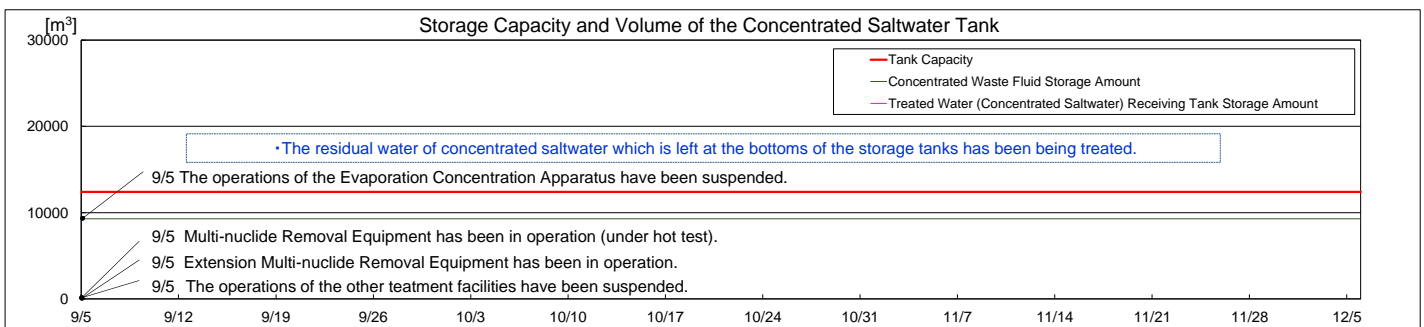 Storage Capacity and Volume of the Concentrated Saltwater Tank
[m³]
30000
Tank Capacity
Concentrated Waste Fluid Storage Amount
Treated Water (Concentrated Saltwater) Receiving Tank Storage Amount
20000
・The residual water of concentrated saltwater which is left at the bottoms of the storage tanks has been being treated.
9/5 The operations of the Evaporation Concentration Apparatus have been suspended.
10000
9/5 Multi-nuclide Removal Equipment has been in operation (under hot test).
9/5 Extension Multi-nuclide Removal Equipment has been in operation.
9/5 The operations of the other teatment facilities have been suspended.
0
9/5 9/12 9/19 9/26 10/3 10/10 10/17 10/24 10/31 11/7 11/14 11/21 11/28 12/5